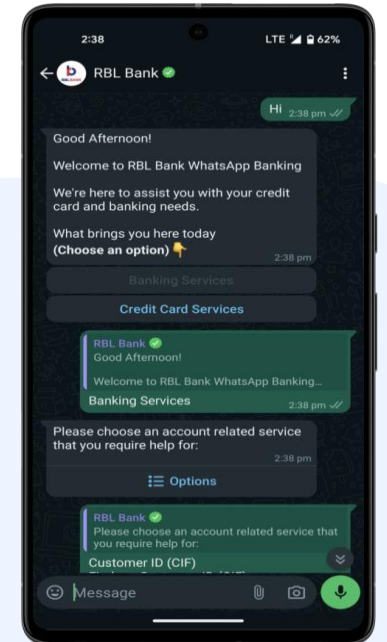 2:38
LTE 62%
RBL BANK
RBL Bank
Hi 2:38 pm
Good Afternoon!
Welcome to RBL Bank WhatsApp Banking
We're here to assist you with your credit
card and banking needs.
What brings you here today
(Choose an option)👇
2:38 pm
Banking Services
Credit Card Services
RBL Bank
Good Afternoon!
Welcome to RBL Bank WhatsApp Banking...
Banking Services
2:38 pm
Please choose an account related service
that you require help for:
2:38 pm
Options
RBL Bank
Please choose an account related service that
you require help for:
Customer ID (CIF)
Message